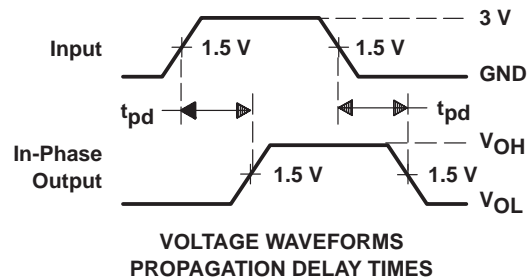 3 V
Input
1.5 V
1.5 V
GND
tpd
tpd
In-Phase
Output
VOH
1.5 V
1.5 V
VOL
VOLTAGE WAVEFORMS
PROPAGATION DELAY TIMES